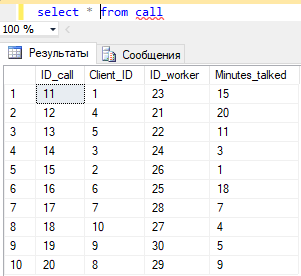 select * from call
100 %
Результаты Сообщения
ID_call Client_ID ID_worker Minutes_talked
1 11 1 23 15
2 12 4 21 20
3 13 5 22 11
4 14 3 24 3
5 15 2 26 1
6 16 6 25 18
7 17 7 28 7
8 18 10 27 4
9 19 9 30 5
10 20 8 29 9